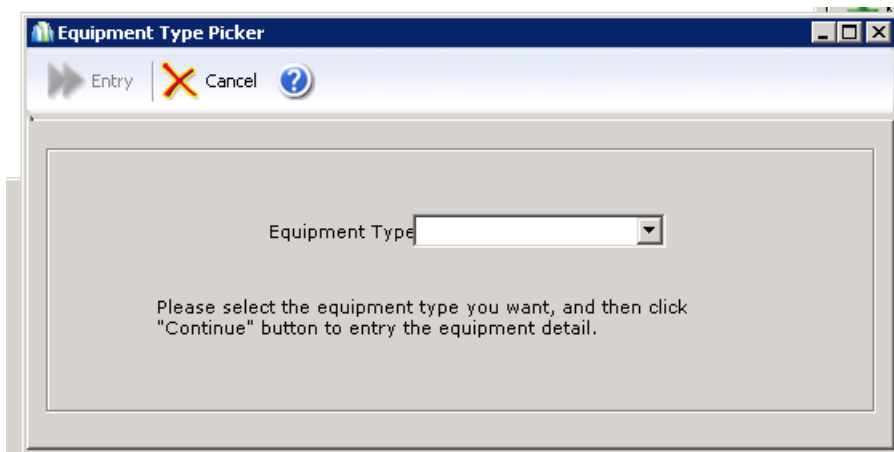 Equipment Type Picker
Entry Cancel ?
Equipment Type
Please select the equipment type you want, and then click
"Continue" button to entry the equipment detail.